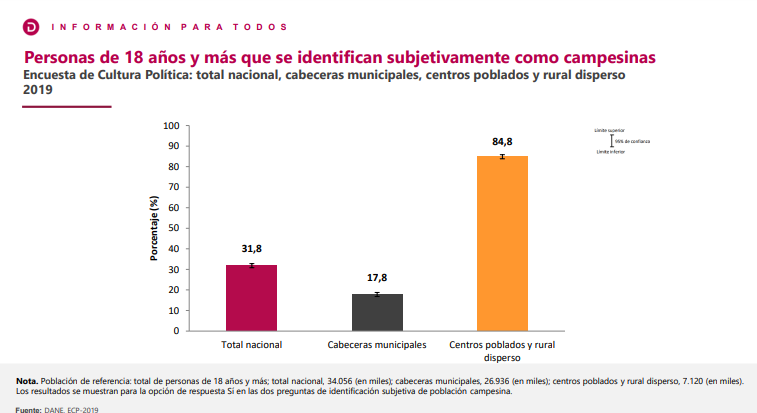 INFORMACIÓN PARA TODOS
Personas de 18 años y más que se identifican subjetivamente como campesinas
Encuesta de Cultura Política: total nacional, cabeceras municipales, centros poblados y rural disperso
2019
100
90
80
70
60
50
40
30
20
10
0
Porcentaje (%)
31,8
17,8
84,8
Total nacional
Cabeceras municipales
Centros poblados y rural
disperso
Límite superior
95% de confianza
Límite inferior
Nota. Población de referencia: total de personas de 18 años y más; total nacional, 34.056 (en miles); cabeceras municipales, 26.936 (en miles); centros poblados y rural disperso, 7.120 (en miles).
Los resultados se muestran para la opción de respuesta Si en las dos preguntas de identificación subjetiva de población campesina.
Fuente: DANE, ECP-2019